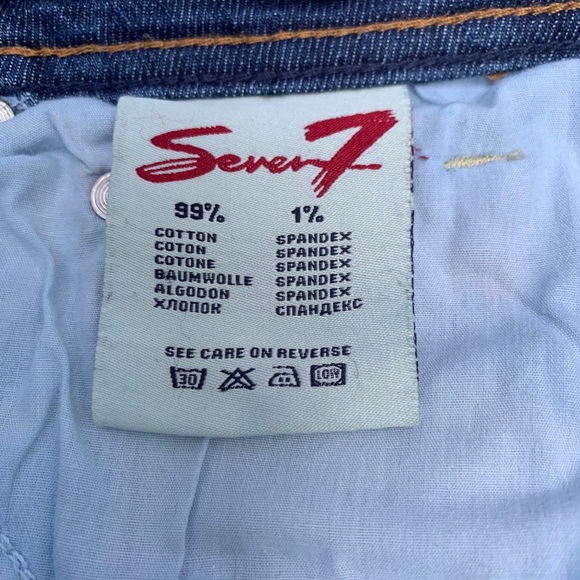 Seven7
99% 1%
COTTON SPANDEX
COTON SPANDEX
COTONE SPANDEX
BAUMWOLLE SPANDEX
ALGODON SPANDEX
ХЛОПОК СПАНДЕКС
SEE CARE ON REVERSE
30 LOW